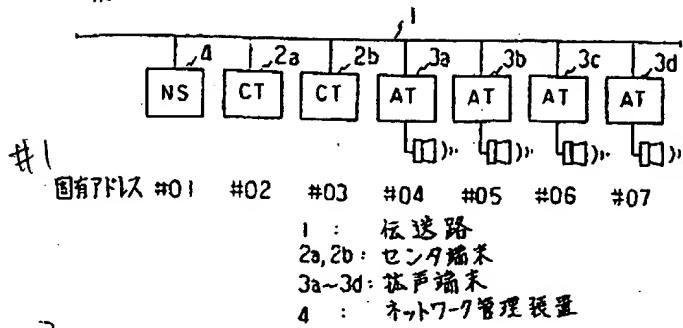 1
4 2a 2b 3a 3b 3c 3d
NS CT CT AT AT AT AT
#1
固有アドレス #01 #02 #03 #04 #05 #06 #07
1 : 伝送路
2a,2b: センタ端末
3a~3d: 拡声端末
4 : ネットワーク管理装置